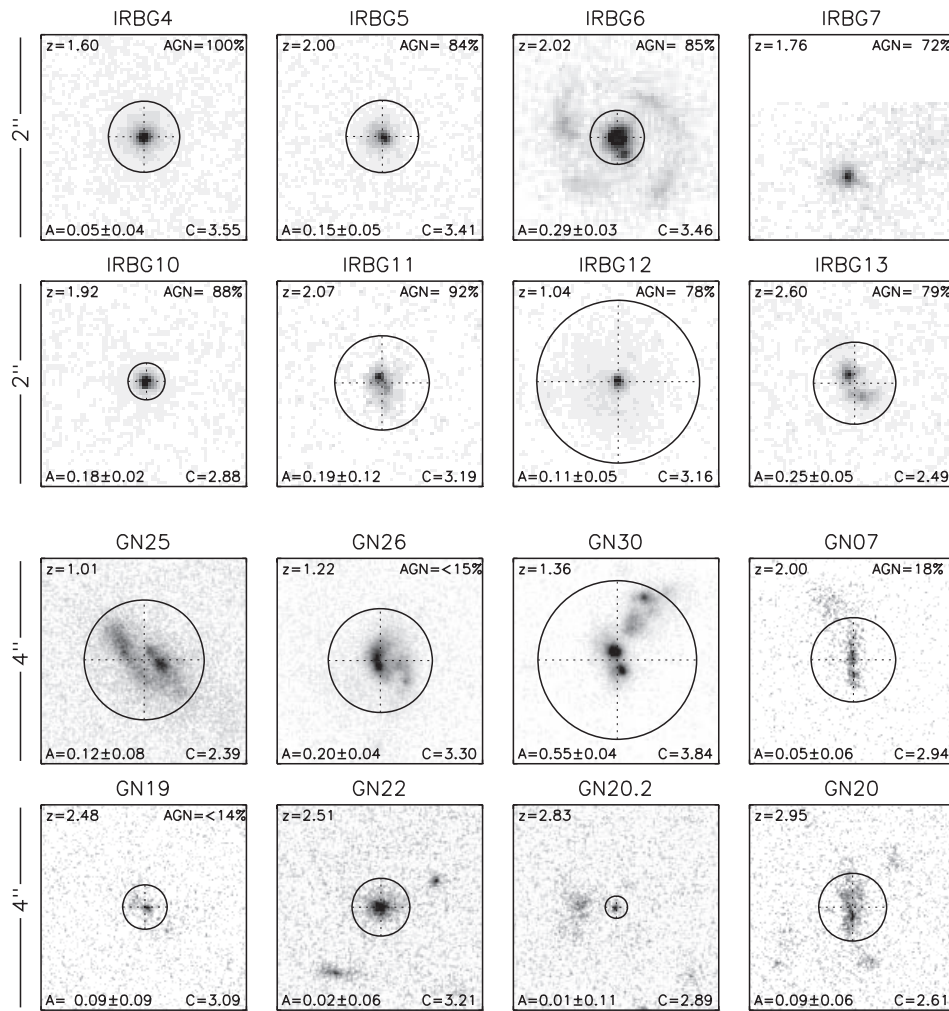 IRBG4 IRBG5 IRBG6 IRBG7
z=1.60 AGN=100% z=2.00 AGN= 84% z=2.02 AGN= 85% z=1.76 AGN= 72%
2"
A=0.05±0.04 C=3.55 A=0.15±0.05 C=3.41 A=0.29±0.03 C=3.46
IRBG10 IRBG11 IRBG12 IRBG13
z=1.92 AGN= 88% z=2.07 AGN= 92% z=1.04 AGN= 78% z=2.60 AGN= 79%
2"
A=0.18±0.02 C=2.88 A=0.19±0.12 C=3.19 A=0.11±0.05 C=3.16 A=0.25±0.05 C=2.49
GN25 GN26 GN30 GN07
z=1.01 z=1.22 AGN=<15% z=1.36 z=2.00 AGN=18%
4"
A=0.12±0.08 C=2.39 A=0.20±0.04 C=3.30 A=0.55±0.04 C=3.84 A=0.05±0.06 C=2.94
GN19 GN22 GN20.2 GN20
z=2.48 AGN=<14% z=2.51 z=2.83 z=2.95
4"
A= 0.09±0.09 C=3.09 A=0.02±0.06 C=3.21 A=0.01±0.11 C=2.89 A=0.09±0.06 C=2.61